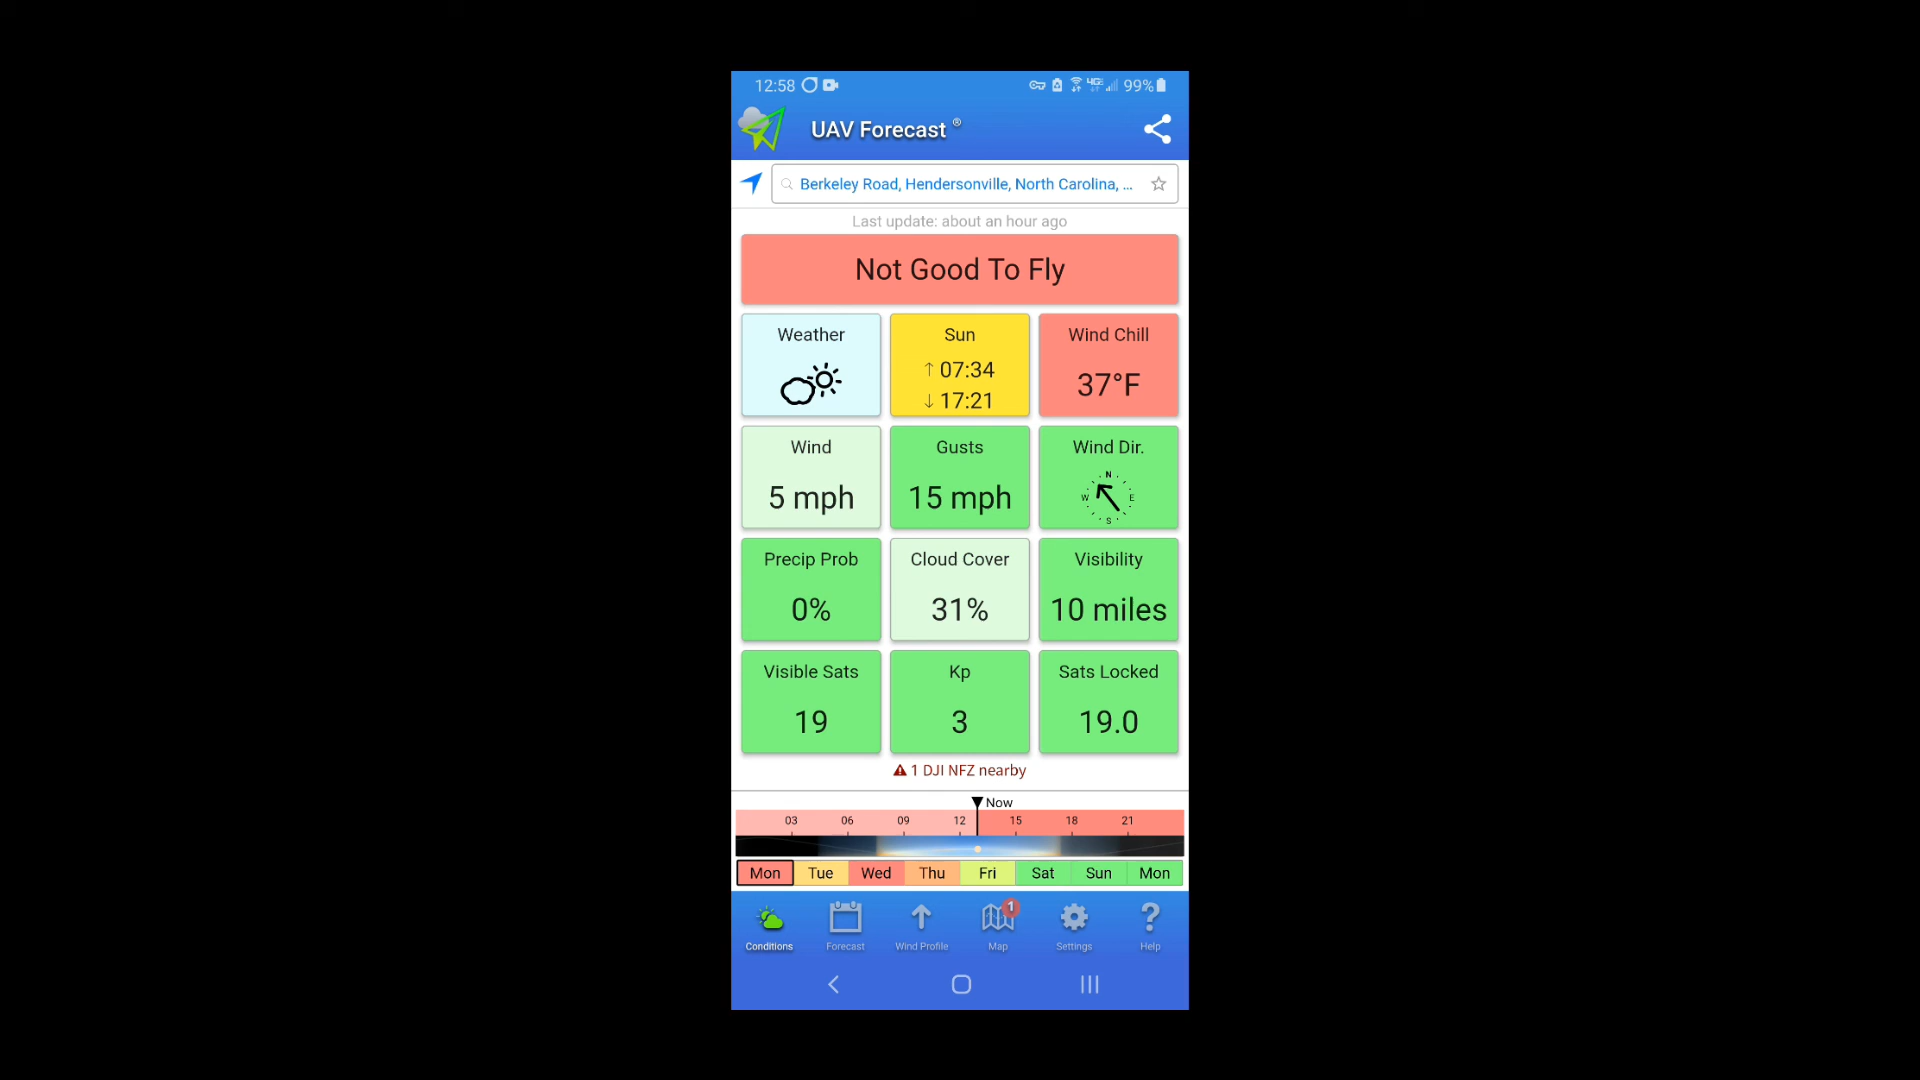 12:58 4G 99%
UAV Forecast ®
Berkeley Road, Hendersonville, North Carolina, ...
Last update: about an hour ago
Not Good To Fly
Weather Sun Wind Chill
↑ 07:34
37°F
↓ 17:21
Wind Gusts Wind Dir.
5 mph 15 mph N W E S
Precip Prob Cloud Cover Visibility
0% 31% 10 miles
Visible Sats Kp Sats Locked
19 3 19.0
1 DJI NFZ nearby
Now
03 06 09 12 15 18 21
Mon Tue Wed Thu Fri Sat Sun Mon
1
Conditions Forecast Wind Profile Map Settings Help